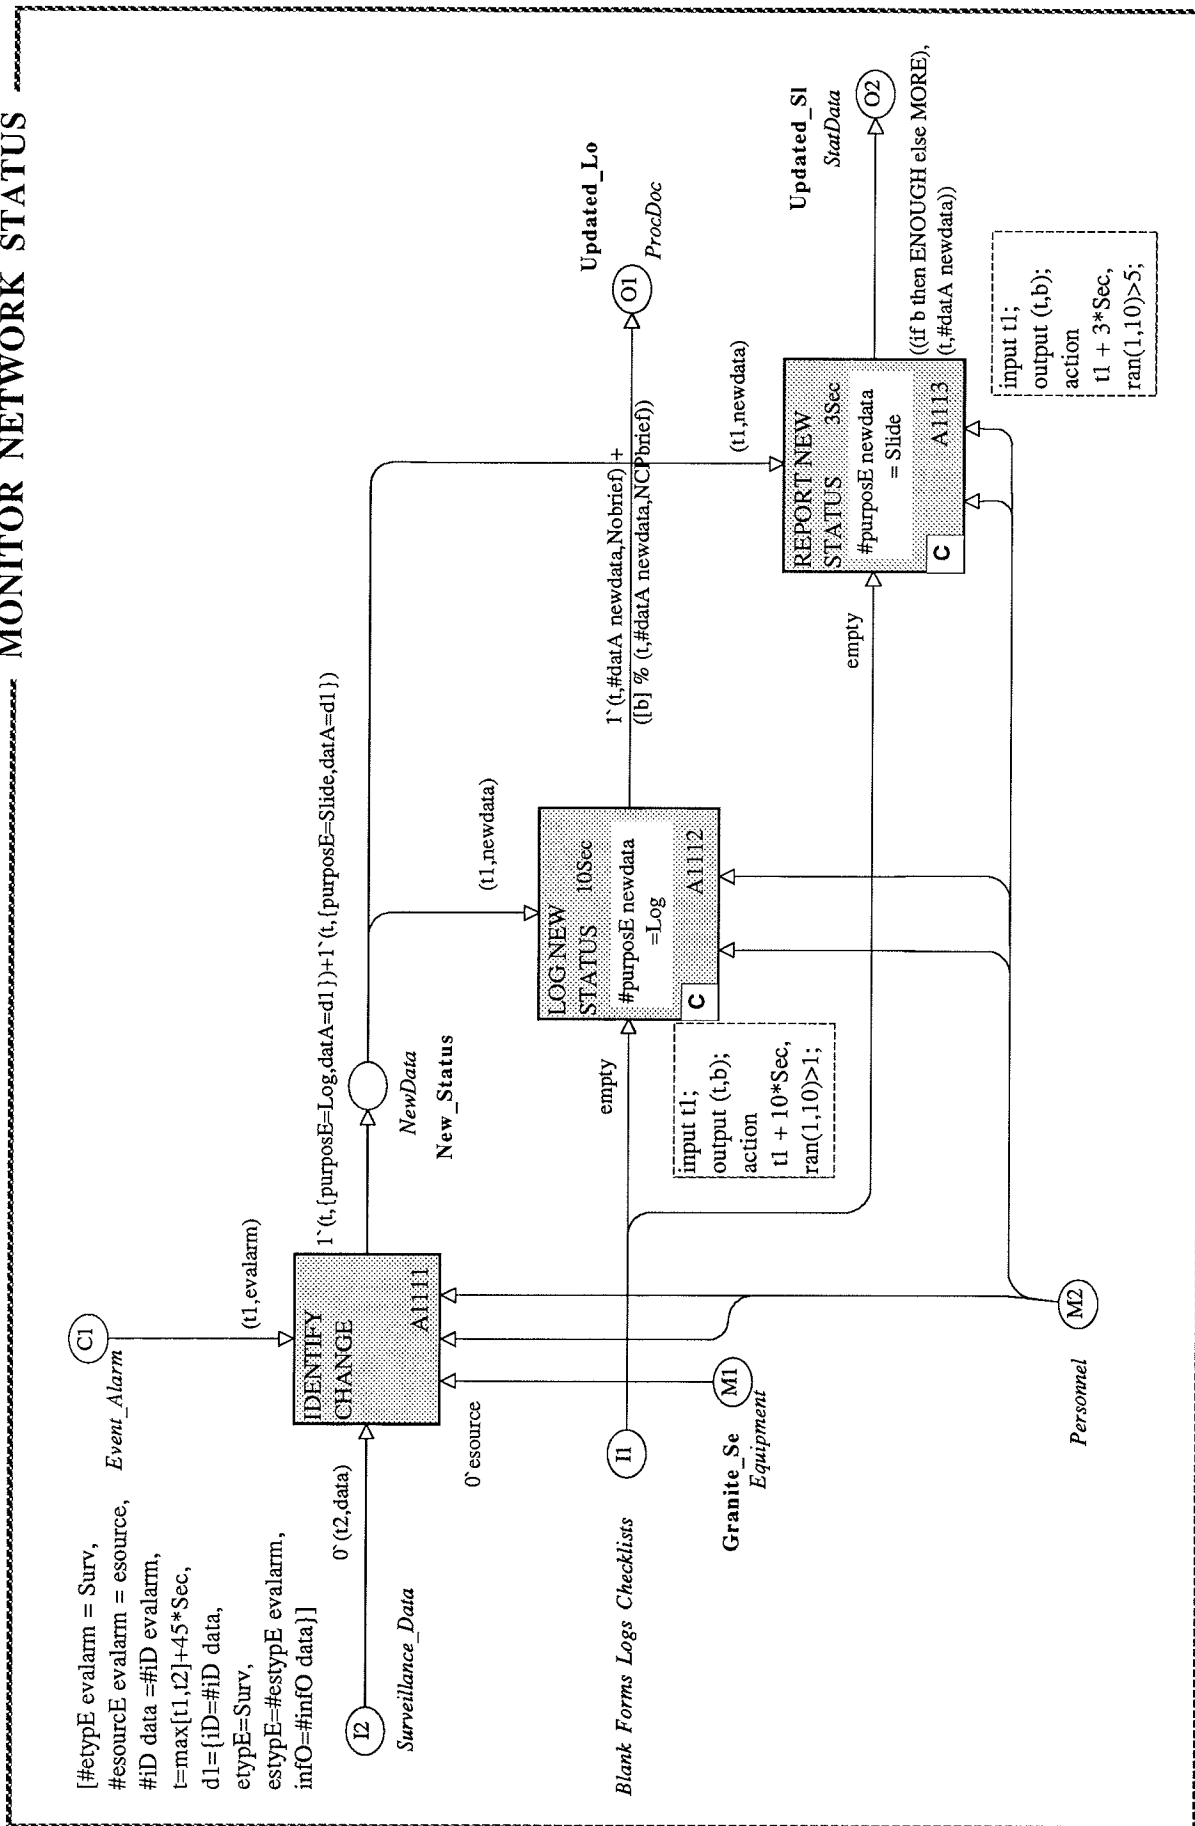 MONITOR NETWORK STATUS
[#etypE evalarm = Surv,
#esourcE evalarm = esource,
#iD data =#iD evalarm,
t=max[t1,t2]+45*Sec,
d1={iD=#iD data,
etypE=Surv,
estypE=#estypE evalarm,
infO=#infO data}]
C1
Event_Alarm
(t1,evalarm)
I2
Surveillance_Data
0`(t2,data)
IDENTIFY
CHANGE
A1111
0`esource
M1
Granite_Se
Equipment
1`(t,{purposE=Log,datA=d1})+1`(t,{purposE=Slide,datA=d1})
NewData
New_Status
(t1,newdata)
LOG NEW
STATUS 10Sec
#purposE newdata
=Log
A1112
C
empty
I1
Blank Forms Logs Checklists
input t1;
output (t,b);
action
t1 + 10*Sec,
ran(1,10)>1;
1`(t,#datA newdata,Nobrief) +
([b] % (t,#datA newdata,NCPbrief))
O1
Updated_Lo
ProcDoc
(t1,newdata)
REPORT NEW
STATUS 3Sec
#purposE newdata
= Slide
A1113
C
empty
Updated_Sl
StatData
O2
((if b then ENOUGH else MORE),
(t,#datA newdata))
input t1;
output (t,b);
action
t1 + 3*Sec,
ran(1,10)>5;
M2
Personnel